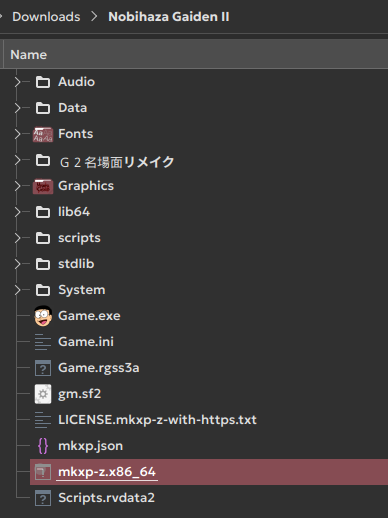 Downloads > Nobihaza Gaiden II
Name
Audio
Data
Fonts
Ｇ２名場面リメイク
Graphics
lib64
scripts
stdlib
System
Game.exe
Game.ini
Game.rgss3a
gm.sf2
LICENSE.mkxp-z-with-https.txt
mkxp.json
mkxp-z.x86_64
Scripts.rvdata2